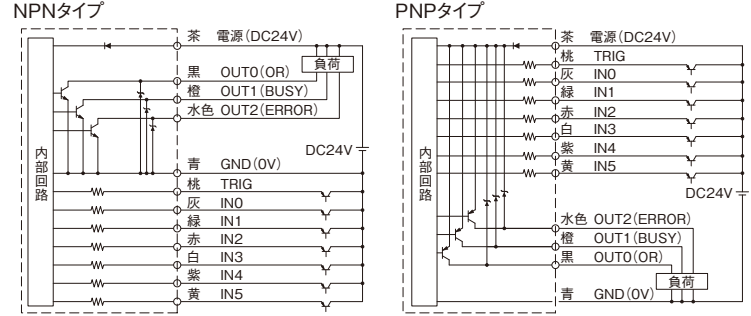 NPNタイプ
茶 電源（DC24V）
負荷
黒 OUT0（OR）
橙 OUT1（BUSY）
水色 OUT2（ERROR）
DC24V
内部回路
青 GND（0V）
桃 TRIG
灰 IN0
緑 IN1
赤 IN2
白 IN3
紫 IN4
黄 IN5
PNPタイプ
茶 電源（DC24V）
桃 TRIG
灰 IN0
緑 IN1
赤 IN2
白 IN3
紫 IN4
黄 IN5
内部回路
DC24V
水色 OUT2（ERROR）
橙 OUT1（BUSY）
黒 OUT0（OR）
負荷
青 GND（0V）